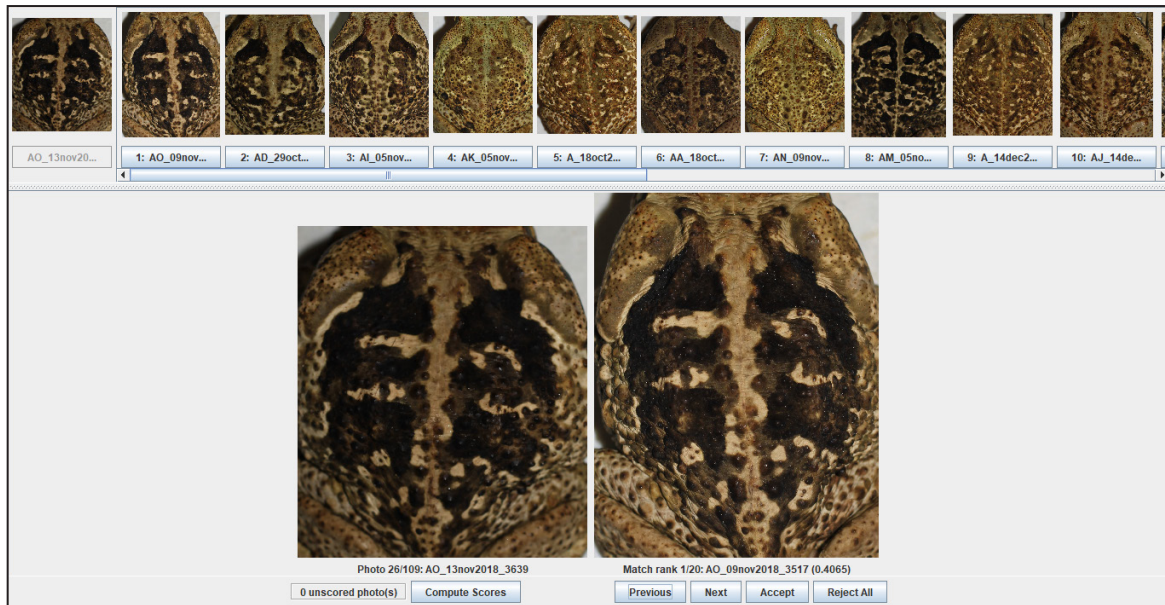 AO_13nov20... 1: AO_09nov... 2: AD_29oct... 3: AI_05nov... 4: AK_05nov... 5: A_18oct2... 6: AA_18oct... 7: AN_09nov... 8: AM_05no... 9: A_14dec2... 10: AJ_14de...
Photo 26/109: AO_13nov2018_3639 Match rank 1/20: AO_09nov2018_3517 (0.4065)
0 unscored photo(s) Compute Scores Previous Next Accept Reject All